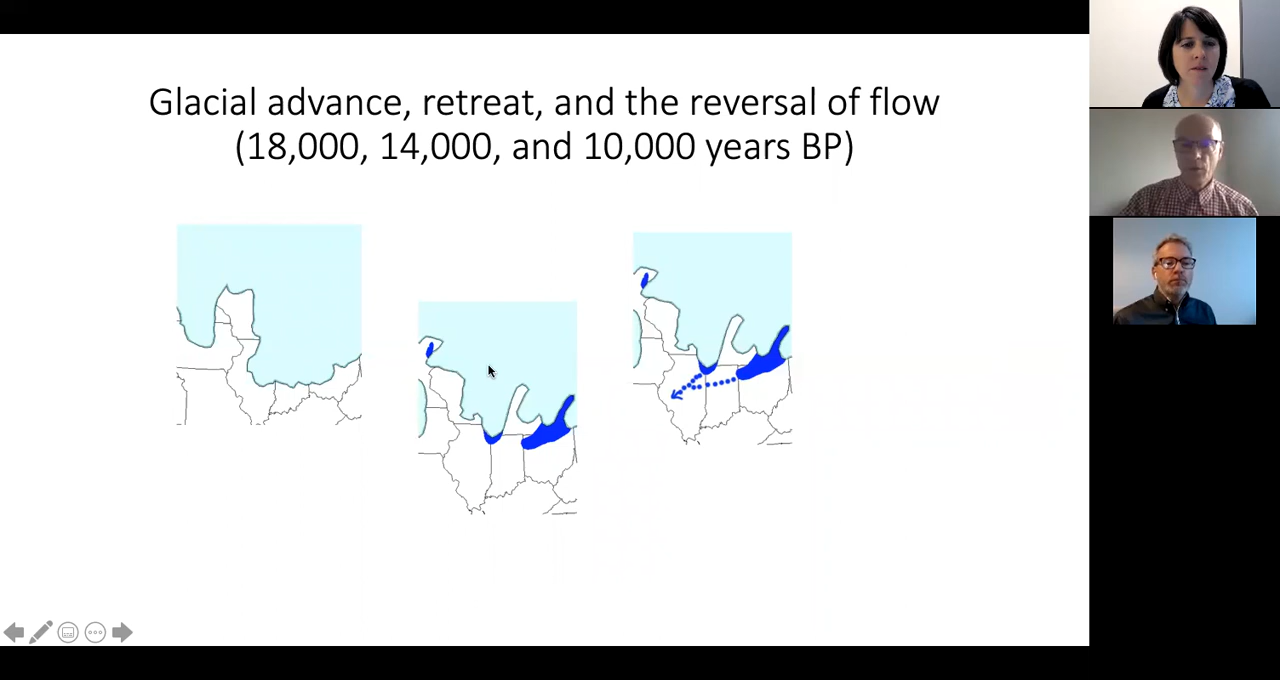 Glacial advance, retreat, and the reversal of flow
(18,000, 14,000, and 10,000 years BP)